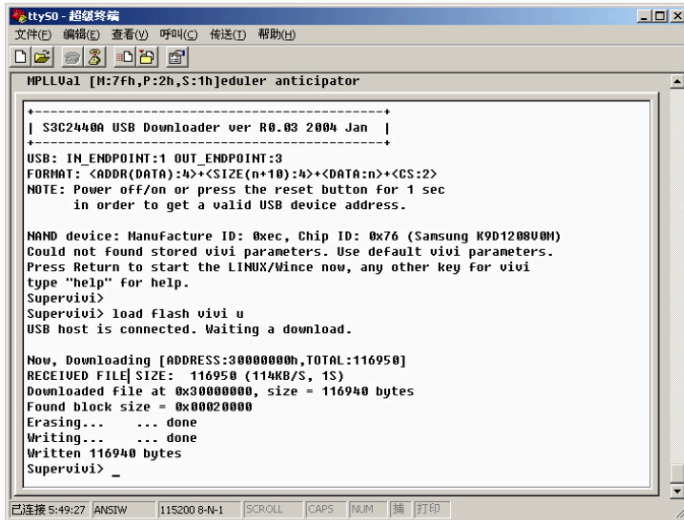 ttyS0 - 超级终端
文件(F) 编辑(E) 查看(V) 呼叫(C) 传送(T) 帮助(H)
MPLLVal [M:7fh,P:2h,S:1h]eduler anticipator
+---------------------------------------------+
| S3C2440A USB Downloader ver R0.03 2004 Jan  |
+---------------------------------------------+
USB: IN_ENDPOINT:1 OUT_ENDPOINT:3
FORMAT: <ADDR(DATA):4>+<SIZE(n+10):4>+<DATA:n>+<CS:2>
NOTE: Power off/on or press the reset button for 1 sec
in order to get a valid USB device address.
NAND device: Manufacture ID: 0xec, Chip ID: 0x76 (Samsung K9D1208V0M)
Could not found stored vivi parameters. Use default vivi parameters.
Press Return to start the LINUX/Wince now, any other key for vivi
type "help" for help.
Supervivi>
Supervivi> load flash vivi u
USB host is connected. Waiting a download.
Now, Downloading [ADDRESS:30000000h,TOTAL:116950]
RECEIVED FILE SIZE:  116950 (114KB/S, 1S)
Downloaded file at 0x30000000, size = 116940 bytes
Found block size = 0x00020000
Erasing...    ... done
Writing...    ... done
Written 116940 bytes
Supervivi> _
已连接 5:49:27 ANSIW 115200 8-N-1 SCROLL CAPS NUM 捕 打印